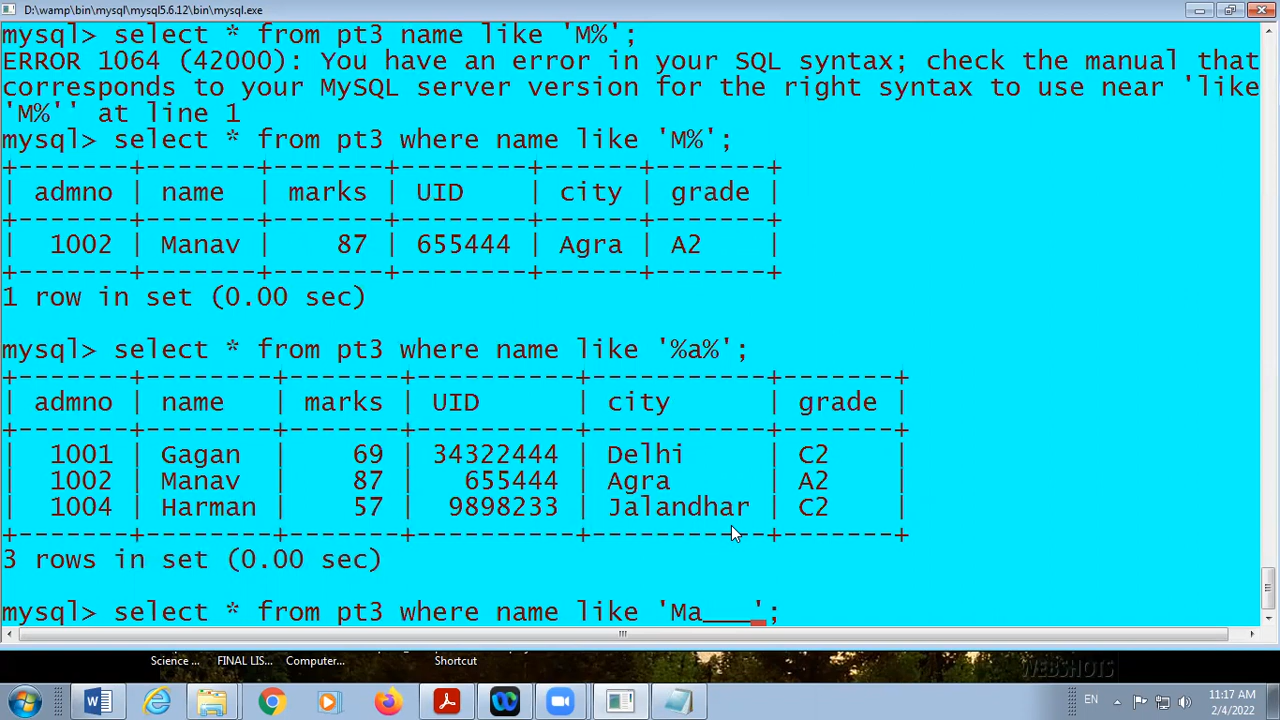 D:\wamp\bin\mysql\mysql5.6.12\bin\mysql.exe
mysql> select * from pt3 name like 'M%';
ERROR 1064 (42000): You have an error in your SQL syntax; check the manual that
corresponds to your MySQL server version for the right syntax to use near 'like
'M%'' at line 1
mysql> select * from pt3 where name like 'M%';
+-------+-------+-------+--------+------+-------+
| admno | name  | marks | UID    | city | grade |
+-------+-------+-------+--------+------+-------+
|  1002 | Manav |    87 | 655444 | Agra | A2    |
+-------+-------+-------+--------+------+-------+
1 row in set (0.00 sec)
mysql> select * from pt3 where name like '%a%';
+-------+--------+-------+----------+-----------+-------+
| admno | name   | marks | UID      | city      | grade |
+-------+--------+-------+----------+-----------+-------+
|  1001 | Gagan  |    69 | 34322444 | Delhi     | C2    |
|  1002 | Manav  |    87 |   655444 | Agra      | A2    |
|  1004 | Harman |    57 |  9898233 | Jalandhar | C2    |
+-------+--------+-------+----------+-----------+-------+
3 rows in set (0.00 sec)
mysql> select * from pt3 where name like 'Ma___';
Science ... FINAL LIS... Computer... Shortcut
WEBSHOTS
EN
11:17 AM
2/4/2022